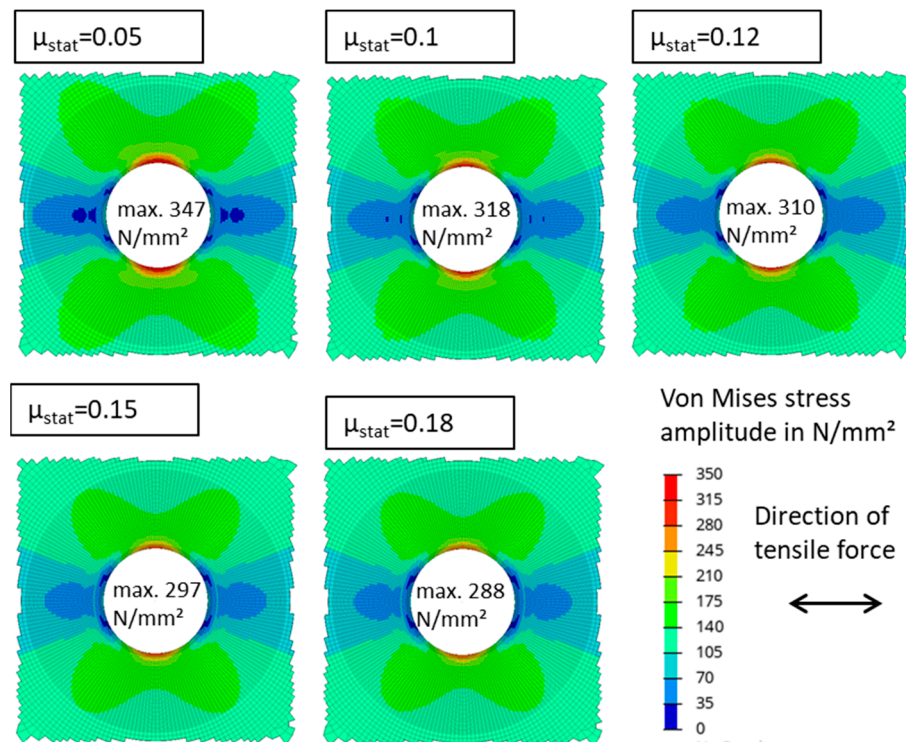 μstat=0.05
μstat=0.1
μstat=0.12
max. 347
N/mm²
max. 318
N/mm²
max. 310
N/mm²
μstat=0.15
μstat=0.18
max. 297
N/mm²
max. 288
N/mm²
Von Mises stress
amplitude in N/mm²
350
315
280
245
210
175
140
105
70
35
0
Direction of
tensile force